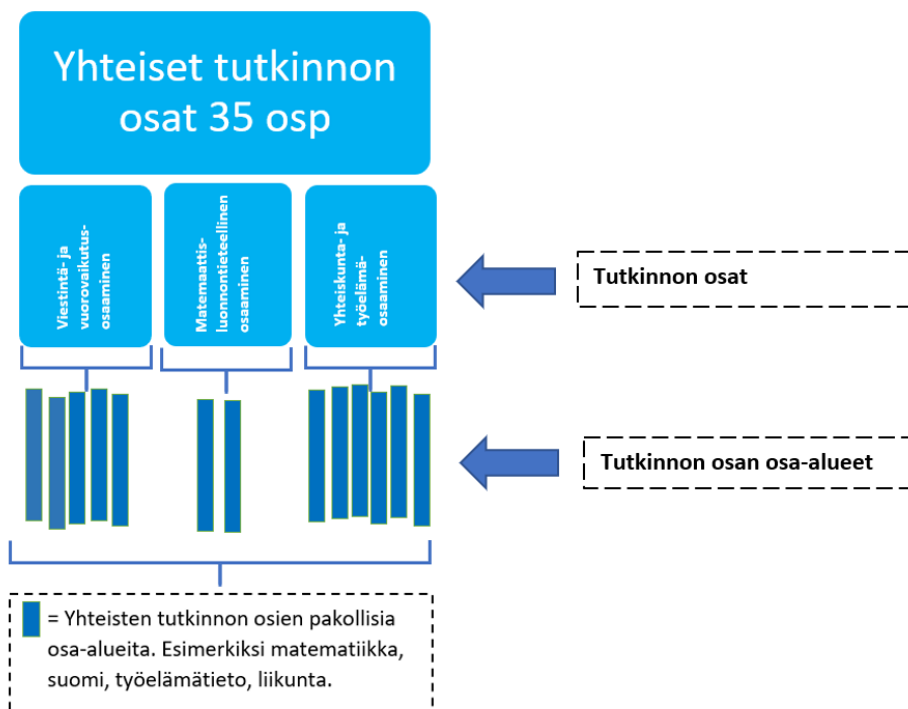 Yhteiset tutkinnon
osat 35 osp
Viestintä- ja
vuorovaikutus-
osaaminen
Matemaattis-
luonnontieteellinen
osaaminen
Yhteiskunta- ja
työelämä-
osaaminen
Tutkinnon osat
Tutkinnon osan osa-alueet
= Yhteisten tutkinnon osien pakollisia
osa-alueita. Esimerkiksi matematiikka,
suomi, työelämätieto, liikunta.